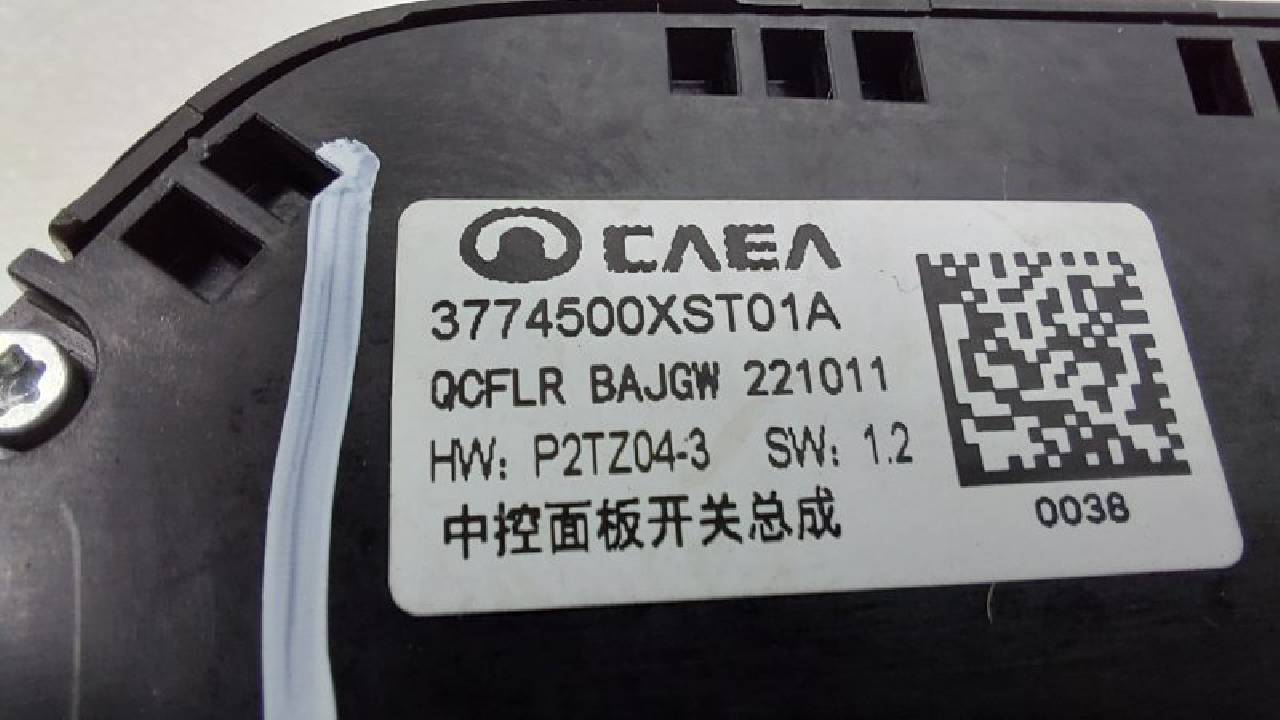 CAEA
3774500XST01A
QCFLR BAJGW 221011
HW: P2TZ04-3 SW: 1.2
中控面板开关总成
0038